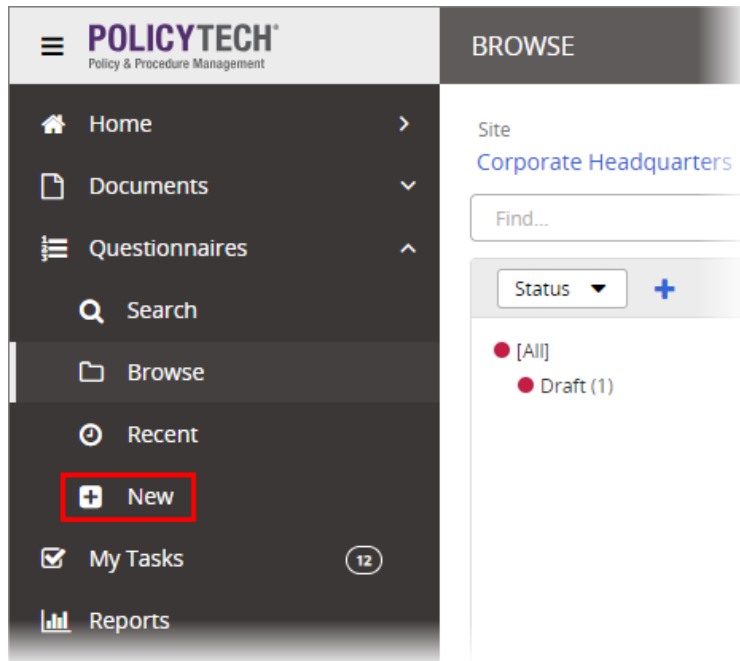 POLICYTECH®
Policy & Procedure Management
Home
Documents
Questionnaires
Search
Browse
Recent
New
My Tasks 12
Reports
BROWSE
Site
Corporate Headquarters
Find...
Status
[All]
Draft (1)